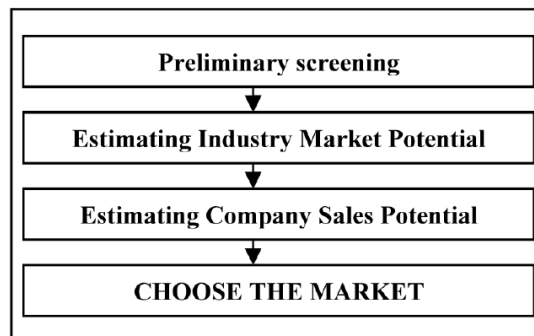 Preliminary screening
Estimating Industry Market Potential
Estimating Company Sales Potential
CHOOSE THE MARKET